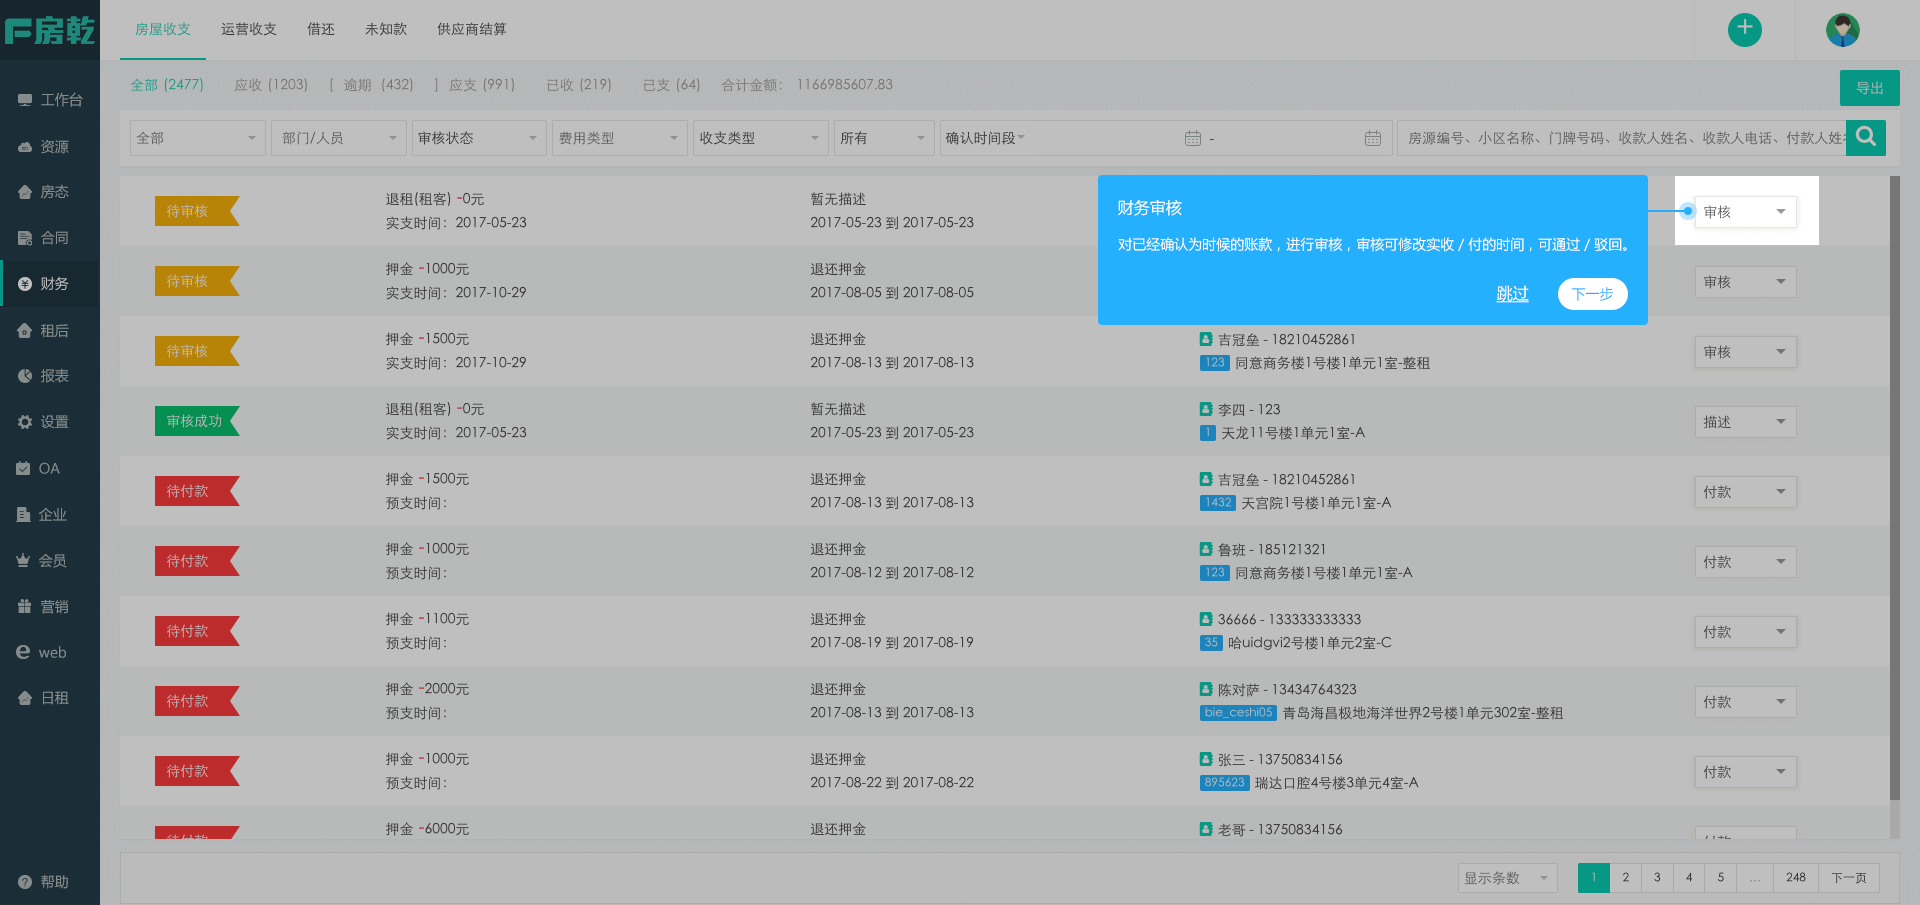 房乾
房屋收支 运营收支 借还 未知款 供应商结算
全部 (2477) 应收 (1203) [ 逾期 (432) ] 应支 (991) 已收 (219) 已支 (64) 合计金额： 1166985607.83
导出
全部 部门/人员 审核状态 费用类型 收支类型 所有 确认时间段 - 房源编号、小区名称、门牌号码、收款人姓名、收款人电话、付款人姓名
工作台
资源
房态
合同
财务
租后
报表
设置
OA
企业
会员
营销
web
日租
帮助
待审核
退租(租客) -0元
实支时间：2017-05-23
暂无描述
2017-05-23 到 2017-05-23
审核
财务审核
对已经确认为时候的账款，进行审核，审核可修改实收 / 付的时间，可通过 / 驳回。
跳过 下一步
待审核
押金 -1000元
实支时间：2017-10-29
退还押金
2017-08-05 到 2017-08-05
审核
待审核
押金 -1500元
实支时间：2017-10-29
退还押金
2017-08-13 到 2017-08-13
吉冠垒 - 18210452861
123 同意商务楼1号楼1单元1室-整租
审核
审核成功
退租(租客) -0元
实支时间：2017-05-23
暂无描述
2017-05-23 到 2017-05-23
李四 - 123
1 天龙11号楼1单元1室-A
描述
待付款
押金 -1500元
预支时间：
退还押金
2017-08-13 到 2017-08-13
吉冠垒 - 18210452861
1432 天宫院1号楼1单元1室-A
付款
待付款
押金 -1000元
预支时间：
退还押金
2017-08-12 到 2017-08-12
鲁班 - 185121321
123 同意商务楼1号楼1单元1室-A
付款
待付款
押金 -1100元
预支时间：
退还押金
2017-08-19 到 2017-08-19
36666 - 133333333333
35 哈uidgvi2号楼1单元2室-C
付款
待付款
押金 -2000元
预支时间：
退还押金
2017-08-13 到 2017-08-13
陈对萨 - 13434764323
bie_ceshi05 青岛海昌极地海洋世界2号楼1单元302室-整租
付款
待付款
押金 -1000元
预支时间：
退还押金
2017-08-22 到 2017-08-22
张三 - 13750834156
895623 瑞达口腔4号楼3单元4室-A
付款
待付款
押金 -6000元
退还押金
老哥 - 13750834156
付款
显示条数 1 2 3 4 5 ... 248 下一页